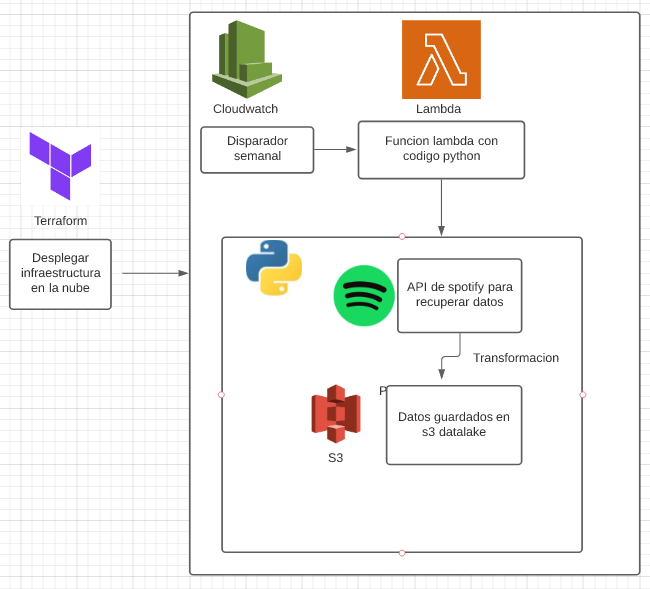 Cloudwatch
Lambda
Disparador
semanal
Funcion lambda con
codigo python
Terraform
Desplegar
infraestructura
en la nube
API de spotify para
recuperar datos
Transformacion
P
Datos guardados en
s3 datalake
S3